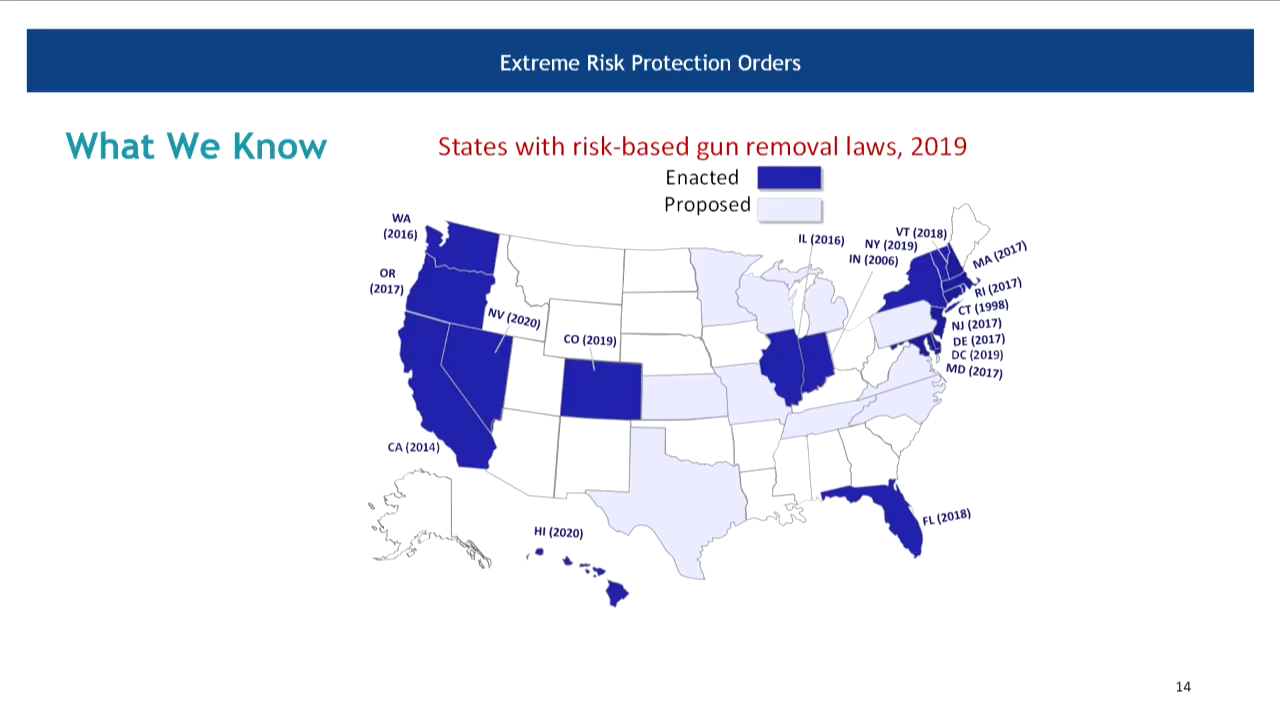 Extreme Risk Protection Orders
What We Know
States with risk-based gun removal laws, 2019
Enacted
Proposed
WA
(2016)
OR
(2017)
NV (2020)
CO (2019)
CA (2014)
HI (2020)
IL (2016)
VT (2018)
NY (2019)
IN (2006)
MA (2017)
RI (2017)
CT (1998)
NJ (2017)
DE (2017)
DC (2019)
MD (2017)
FL (2018)
14